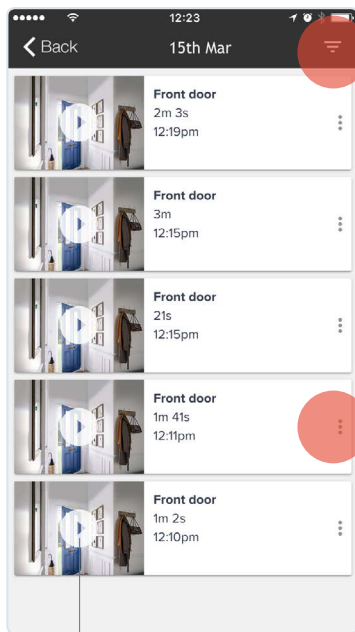 12:23
Back
15th Mar
Front door
2m 3s
12:19pm
Front door
3m
12:15pm
Front door
21s
12:15pm
Front door
1m 41s
12:11pm
Front door
1m 2s
12:10pm